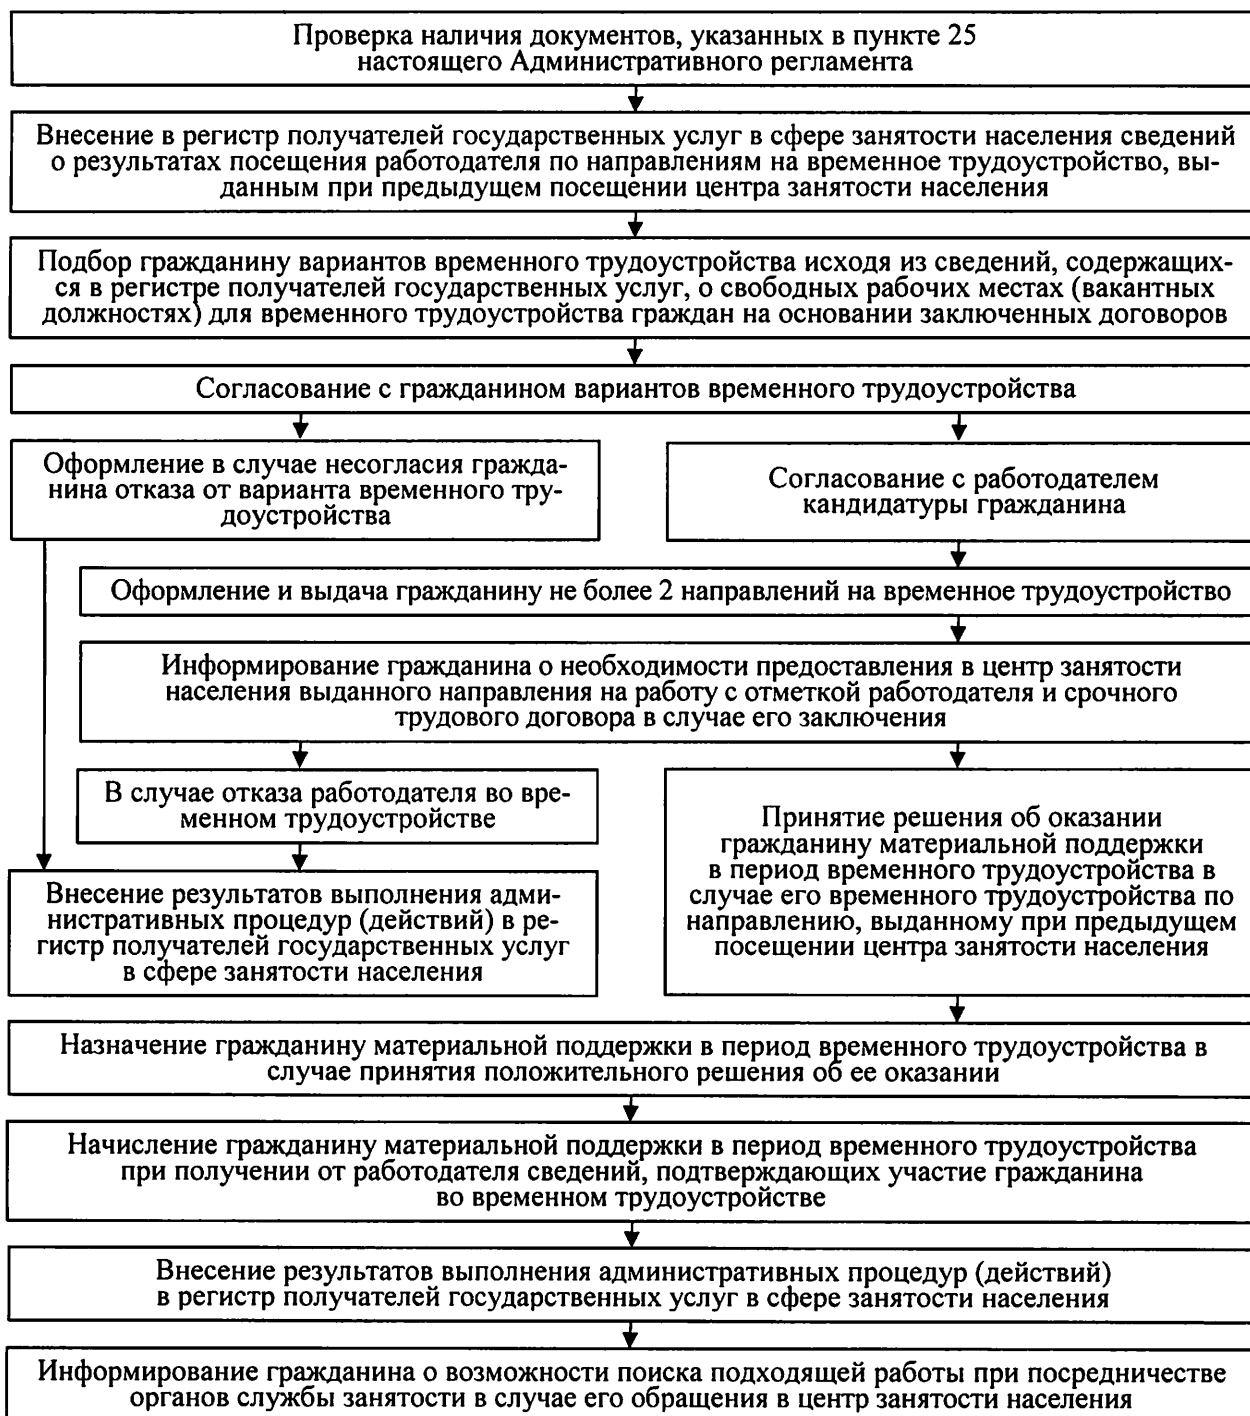 Проверка наличия документов, указанных в пункте 25
настоящего Административного регламента
Внесение в регистр получателей государственных услуг в сфере занятости населения сведений
о результатах посещения работодателя по направлениям на временное трудоустройство, вы-
данным при предыдущем посещении центра занятости населения
Подбор гражданину вариантов временного трудоустройства исходя из сведений, содержащих-
ся в регистре получателей государственных услуг, о свободных рабочих местах (вакантных
должностях) для временного трудоустройства граждан на основании заключенных договоров
Согласование с гражданином вариантов временного трудоустройства
Оформление в случае несогласия гражда-
нина отказа от варианта временного тру-
доустройства
Согласование с работодателем
кандидатуры гражданина
Оформление и выдача гражданину не более 2 направлений на временное трудоустройство
Информирование гражданина о необходимости предоставления в центр занятости
населения выданного направления на работу с отметкой работодателя и срочного
трудового договора в случае его заключения
В случае отказа работодателя во вре-
менном трудоустройстве
Принятие решения об оказании
гражданину материальной поддержки
в период временного трудоустройства в
случае его временного трудоустройства по
направлению, выданному при предыдущем
посещении центра занятости населения
Внесение результатов выполнения адми-
нистративных процедур (действий) в ре-
гистр получателей государственных услуг
в сфере занятости населения
Назначение гражданину материальной поддержки в период временного трудоустройства в
случае принятия положительного решения об ее оказании
Начисление гражданину материальной поддержки в период временного трудоустройства
при получении от работодателя сведений, подтверждающих участие гражданина
во временном трудоустройстве
Внесение результатов выполнения административных процедур (действий)
в регистр получателей государственных услуг в сфере занятости населения
Информирование гражданина о возможности поиска подходящей работы при посредничестве
органов службы занятости в случае его обращения в центр занятости населения